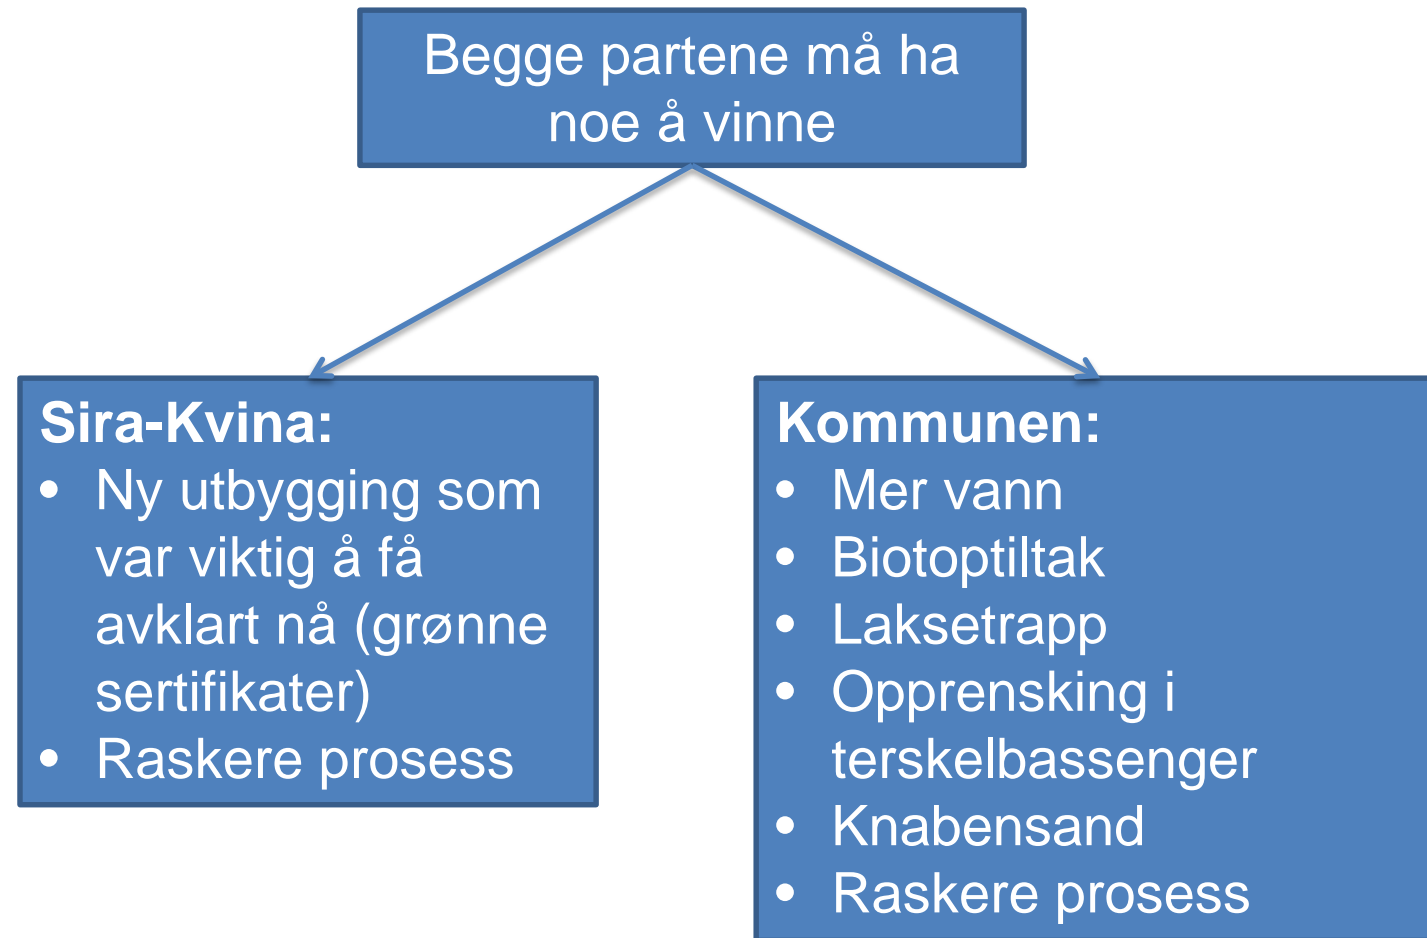 Begge partene må ha
noe å vinne
Sira-Kvina:
• Ny utbygging som
var viktig å få
avklart nå (grønne
sertifikater)
• Raskere prosess
Kommunen:
• Mer vann
• Biotoptiltak
• Laksetrapp
• Opprensking i
terskelbassenger
• Knabensand
• Raskere prosess